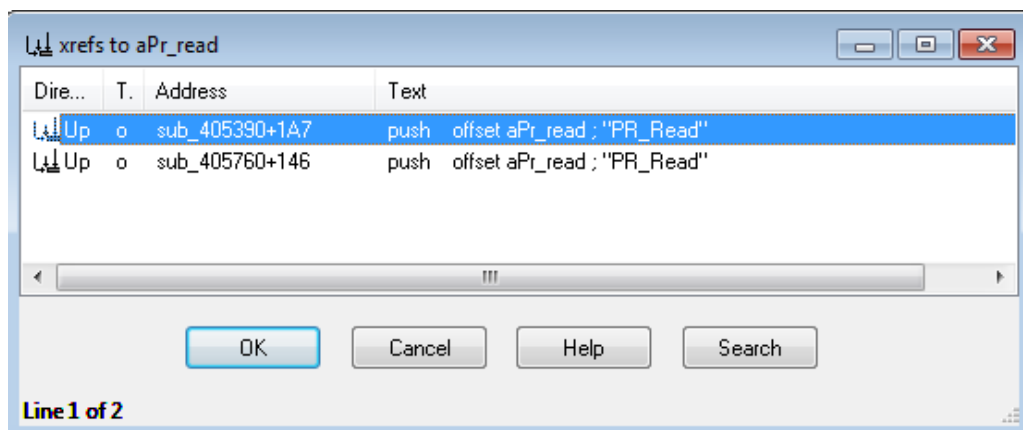 xrefs to aPr_read
Dire... T. Address Text
Up o sub_405390+1A7 push offset aPr_read ; "PR_Read"
Up o sub_405760+146 push offset aPr_read ; "PR_Read"
OK Cancel Help Search
Line 1 of 2